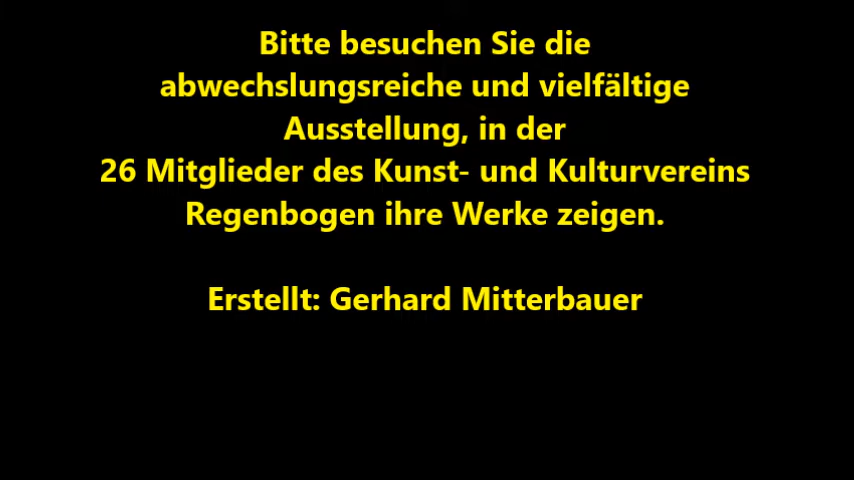 Bitte besuchen Sie die
abwechslungsreiche und vielfältige
Ausstellung, in der
26 Mitglieder des Kunst- und Kulturvereins
Regenbogen ihre Werke zeigen.
Erstellt: Gerhard Mitterbauer